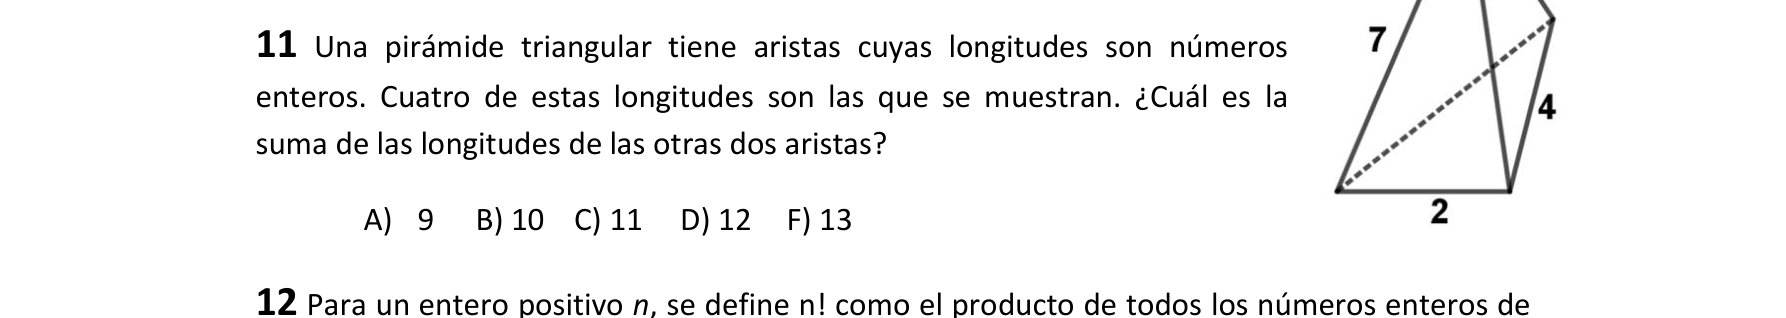 11 Una pirámide triangular tiene aristas cuyas longitudes son números
enteros. Cuatro de estas longitudes son las que se muestran. ¿Cuál es la
suma de las longitudes de las otras dos aristas?
A) 9 B) 10 C) 11 D) 12 F) 13
7
4
2
12 Para un entero positivo n, se define n! como el producto de todos los números enteros de